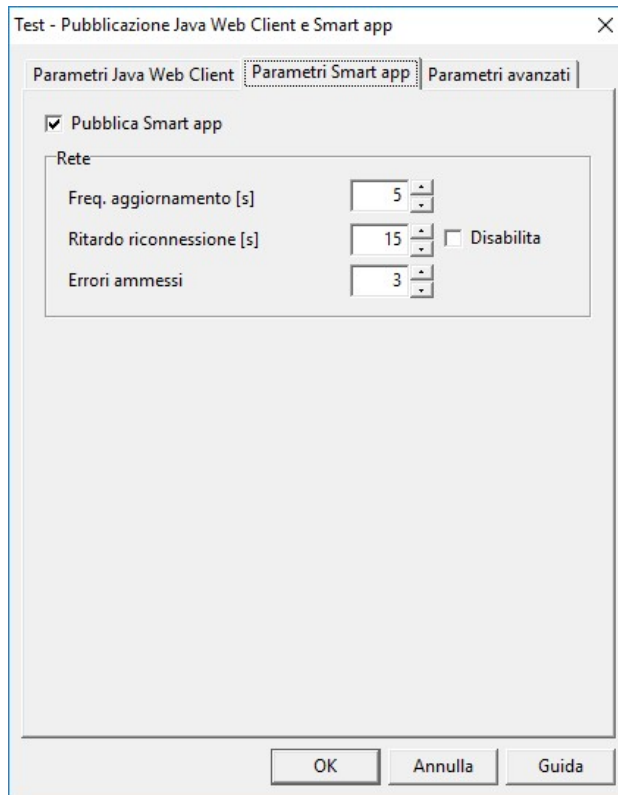 Test - Pubblicazione Java Web Client e Smart app
Parametri Java Web Client Parametri Smart app Parametri avanzati
Pubblica Smart app
Rete
Freq. aggiornamento [s] 5
Ritardo riconnessione [s] 15 Disabilita
Errori ammessi 3
OK Annulla Guida